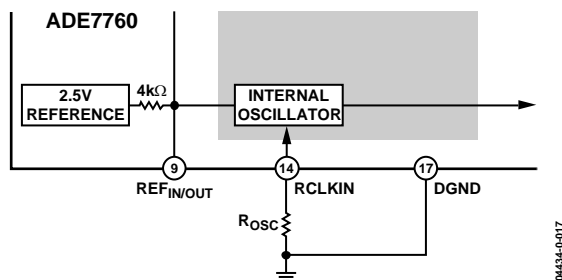 ADE7760
2.5V
REFERENCE
4kΩ
INTERNAL
OSCILLATOR
9
14
17
REFIN/OUT
RCLKIN
DGND
ROSC
04434-0-017